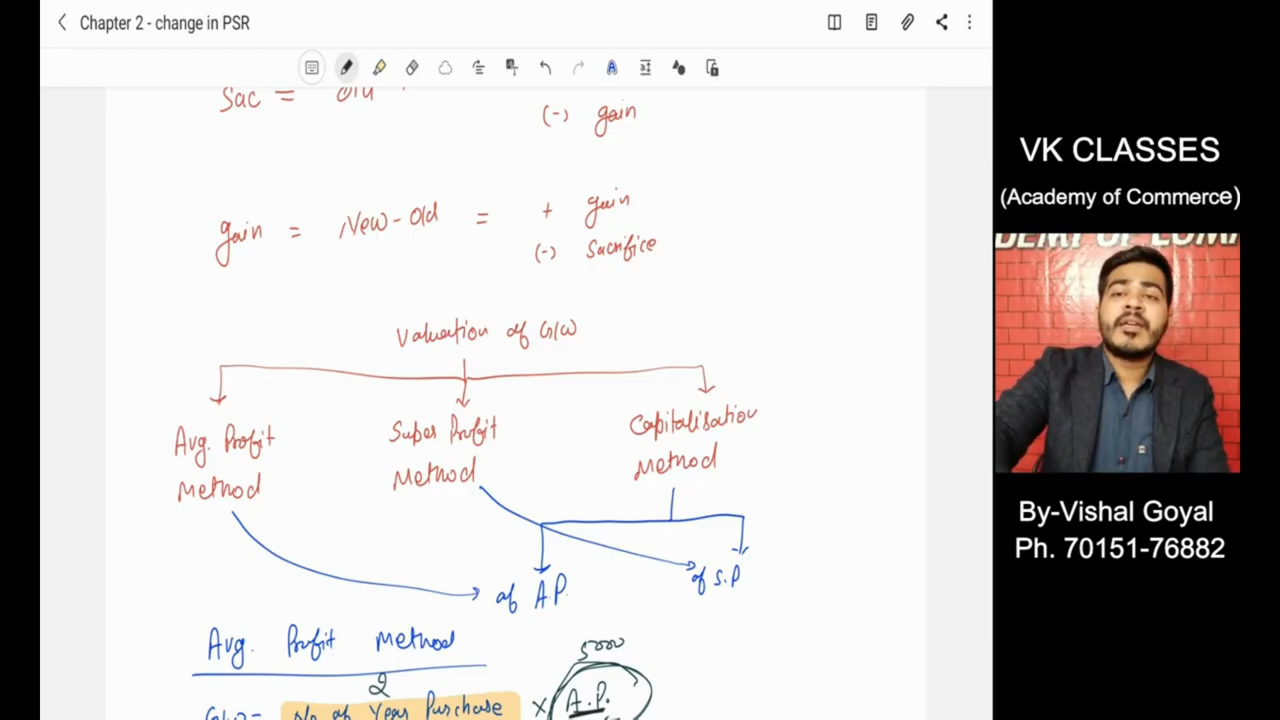 Chapter 2 - change in PSR
Sac = old
(-) gain
gain = New - Old = + gain
(-) Sacrifice
Valuation of G/W
Avg. Profit Method
Super Profit Method
Capitalisation Method
of A.P.
of S.P
Avg. Profit Method
5000
2
G/W = No of Year Purchase × A.P.
VK CLASSES
(Academy of Commerce)
By-Vishal Goyal
Ph. 70151-76882